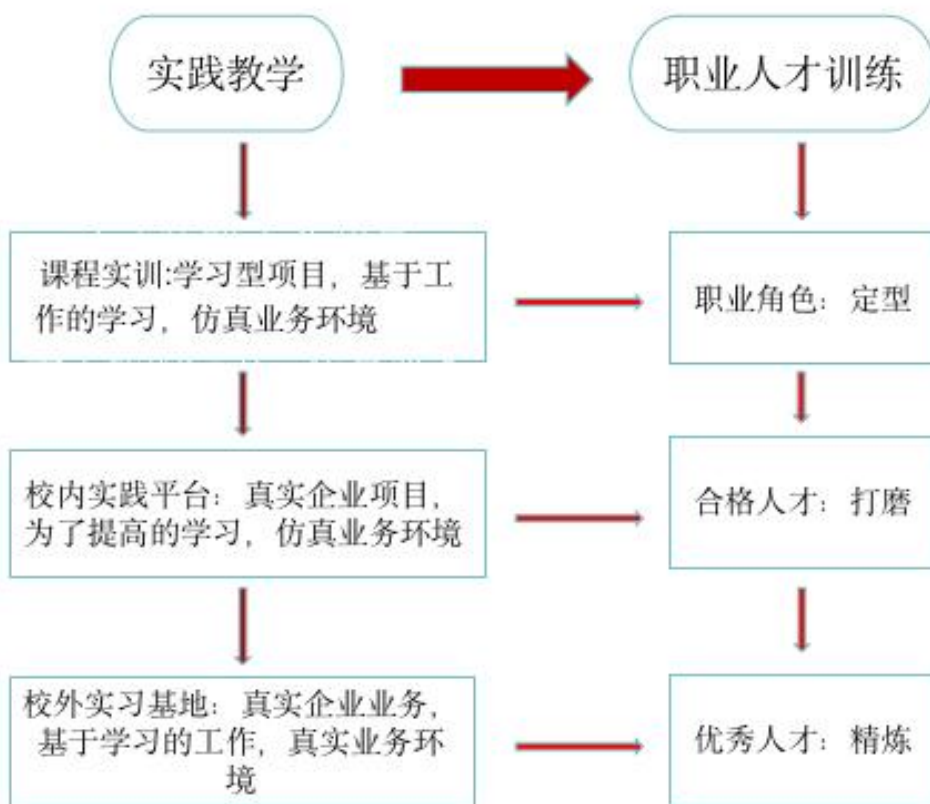 实践教学
职业人才训练
课程实训:学习型项目，基于工
作的学习，仿真业务环境
职业角色：定型
校内实践平台：真实企业项目，
为了提高的学习，仿真业务环境
合格人才：打磨
校外实习基地：真实企业业务，
基于学习的工作，真实业务环
境
优秀人才：精炼